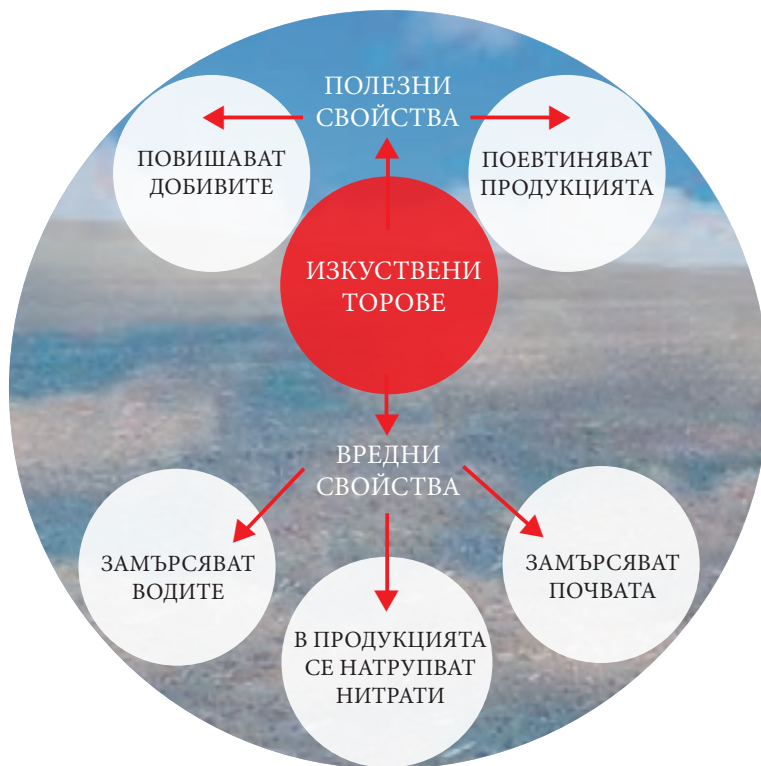 ПОЛЕЗНИ
СВОЙСТВА
ПОВИШАВАТ
ДОБИВИТЕ
ПОЕВТИНЯВАТ
ПРОДУКЦИЯТА
ИЗКУСТВЕНИ
ТОРОВЕ
ВРЕДНИ
СВОЙСТВА
ЗАМЪРСЯВАТ
ВОДИТЕ
В ПРОДУКЦИЯТА
СЕ НАТРУПВАТ
НИТРАТИ
ЗАМЪРСЯВАТ
ПОЧВАТА